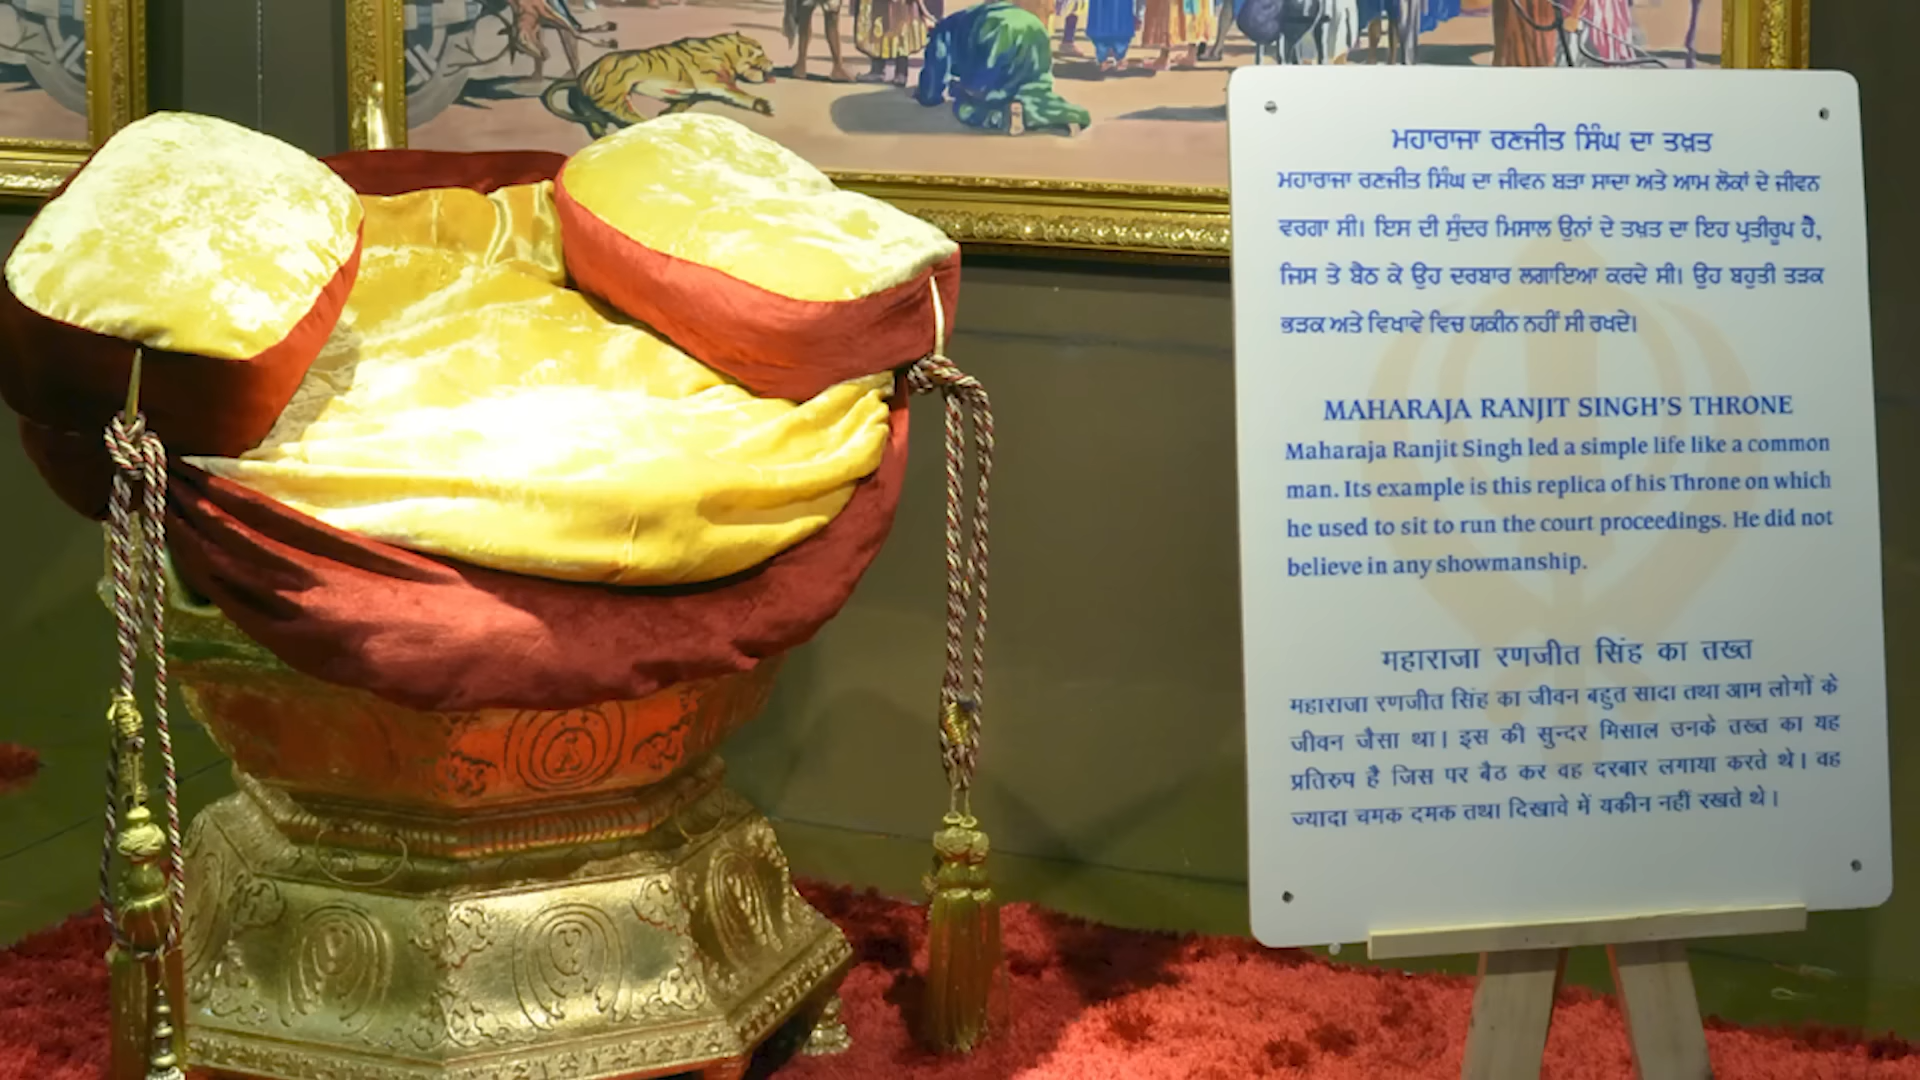 ਮਹਾਰਾਜਾ ਰਣਜੀਤ ਸਿੰਘ ਦਾ ਤਖ਼ਤ
ਮਹਾਰਾਜਾ ਰਣਜੀਤ ਸਿੰਘ ਦਾ ਜੀਵਨ ਬੜਾ ਸਾਦਾ ਅਤੇ ਆਮ ਲੋਕਾਂ ਦੇ ਜੀਵਨ
ਵਰਗਾ ਸੀ। ਇਸ ਦੀ ਸੁੰਦਰ ਮਿਸਾਲ ਉਨਾਂ ਦੇ ਤਖ਼ਤ ਦਾ ਇਹ ਪ੍ਰਤੀਰੂਪ ਹੈ,
ਜਿਸ ਤੇ ਬੈਠ ਕੇ ਉਹ ਦਰਬਾਰ ਲਗਾਇਆ ਕਰਦੇ ਸੀ। ਉਹ ਬਹੁਤੀ ਤੜਕ
ਭੜਕ ਅਤੇ ਵਿਖਾਵੇ ਵਿਚ ਯਕੀਨ ਨਹੀਂ ਸੀ ਰਖਦੇ।
MAHARAJA RANJIT SINGH'S THRONE
Maharaja Ranjit Singh led a simple life like a common
man. Its example is this replica of his Throne on which
he used to sit to run the court proceedings. He did not
believe in any showmanship.
महाराजा रणजीत सिंह का तख्त
महाराजा रणजीत सिंह का जीवन बहुत सादा तथा आम लोगों के
जीवन जैसा था। इस की सुन्दर मिसाल उनके तख्त का यह
प्रतिरुप है जिस पर बैठ कर वह दरबार लगाया करते थे। वह
ज्यादा चमक दमक तथा दिखावे में यकीन नहीं रखते थे।